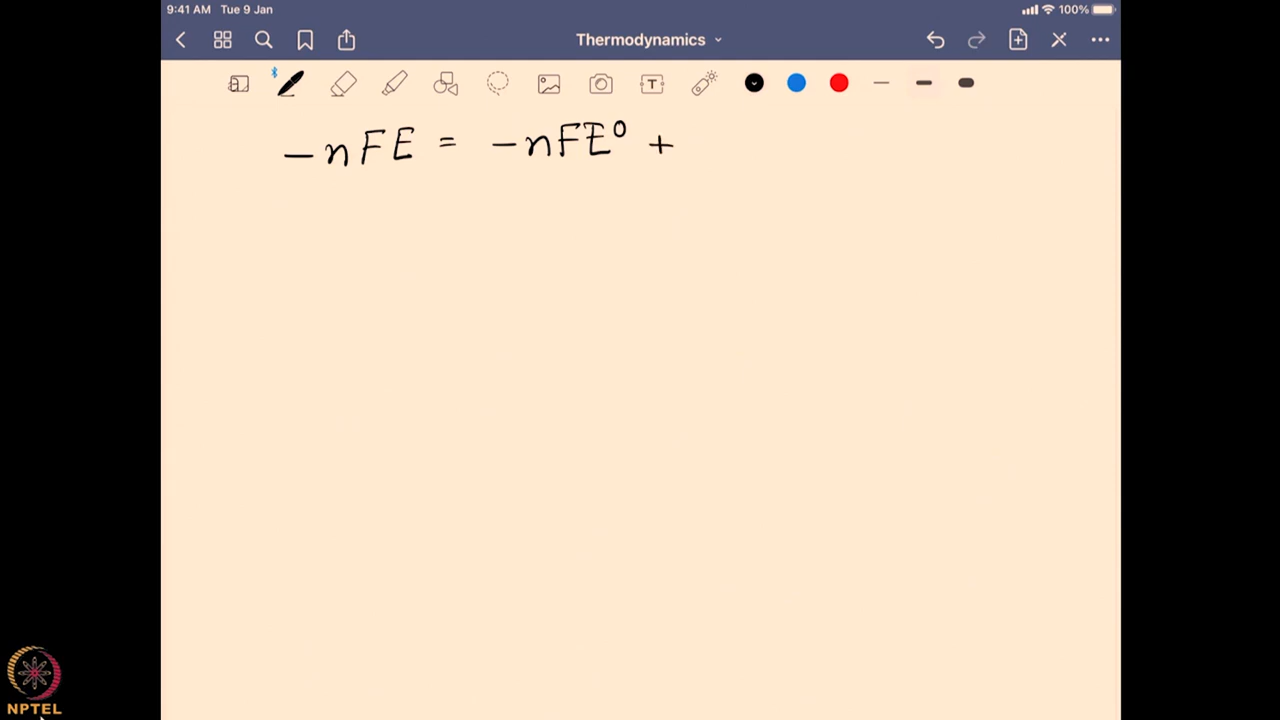 9:41 AM Tue 9 Jan
100%
Thermodynamics
T
-nFE = -nFE⁰ +
NPTEL